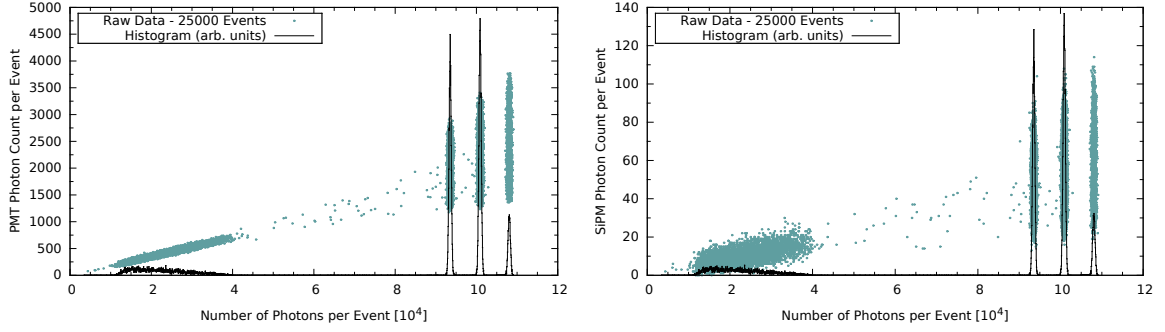 Raw Data - 25000 Events
Histogram (arb. units)
PMT Photon Count per Event
5000
4500
4000
3500
3000
2500
2000
1500
1000
500
0
0 2 4 6 8 10 12
Number of Photons per Event [10⁴]
Raw Data - 25000 Events
Histogram (arb. units)
SiPM Photon Count per Event
140
120
100
80
60
40
20
0
0 2 4 6 8 10 12
Number of Photons per Event [10⁴]